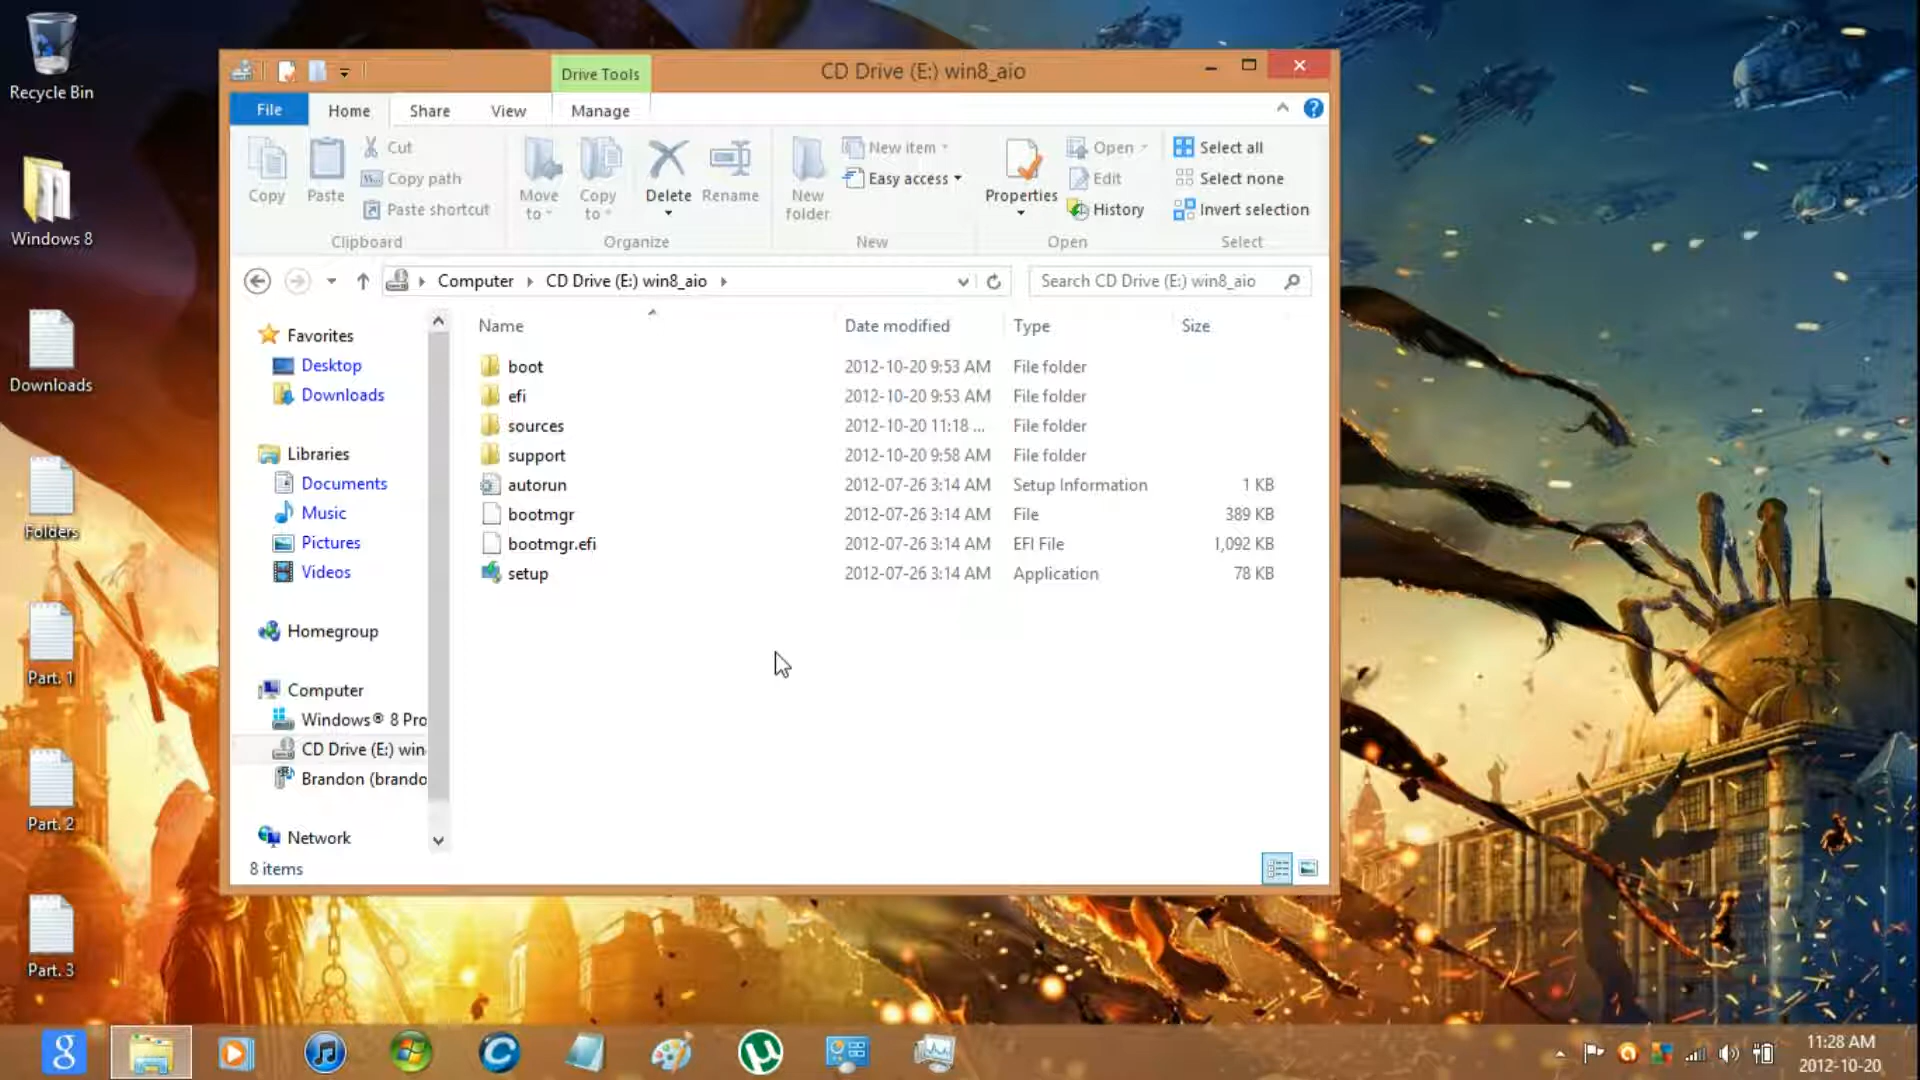 Recycle Bin
Windows 8
Downloads
Folders
Part. 1
Part. 2
Part. 3
Drive Tools
CD Drive (E:) win8_aio
File
Home
Share
View
Manage
Copy
Paste
Cut
Copy path
Paste shortcut
Clipboard
Move to
Copy to
Delete
Rename
Organize
New folder
New item
Easy access
New
Properties
Open
Edit
History
Open
Select all
Select none
Invert selection
Select
Computer
CD Drive (E:) win8_aio
Search CD Drive (E:) win8_aio
Favorites
Desktop
Downloads
Libraries
Documents
Music
Pictures
Videos
Homegroup
Computer
Windows® 8 Pro
CD Drive (E:) win
Brandon (brando
Network
Name Date modified Type Size
boot 2012-10-20 9:53 AM File folder
efi 2012-10-20 9:53 AM File folder
sources 2012-10-20 11:18 ... File folder
support 2012-10-20 9:58 AM File folder
autorun 2012-07-26 3:14 AM Setup Information 1 KB
bootmgr 2012-07-26 3:14 AM File 389 KB
bootmgr.efi 2012-07-26 3:14 AM EFI File 1,092 KB
setup 2012-07-26 3:14 AM Application 78 KB
8 items
11:28 AM
2012-10-20